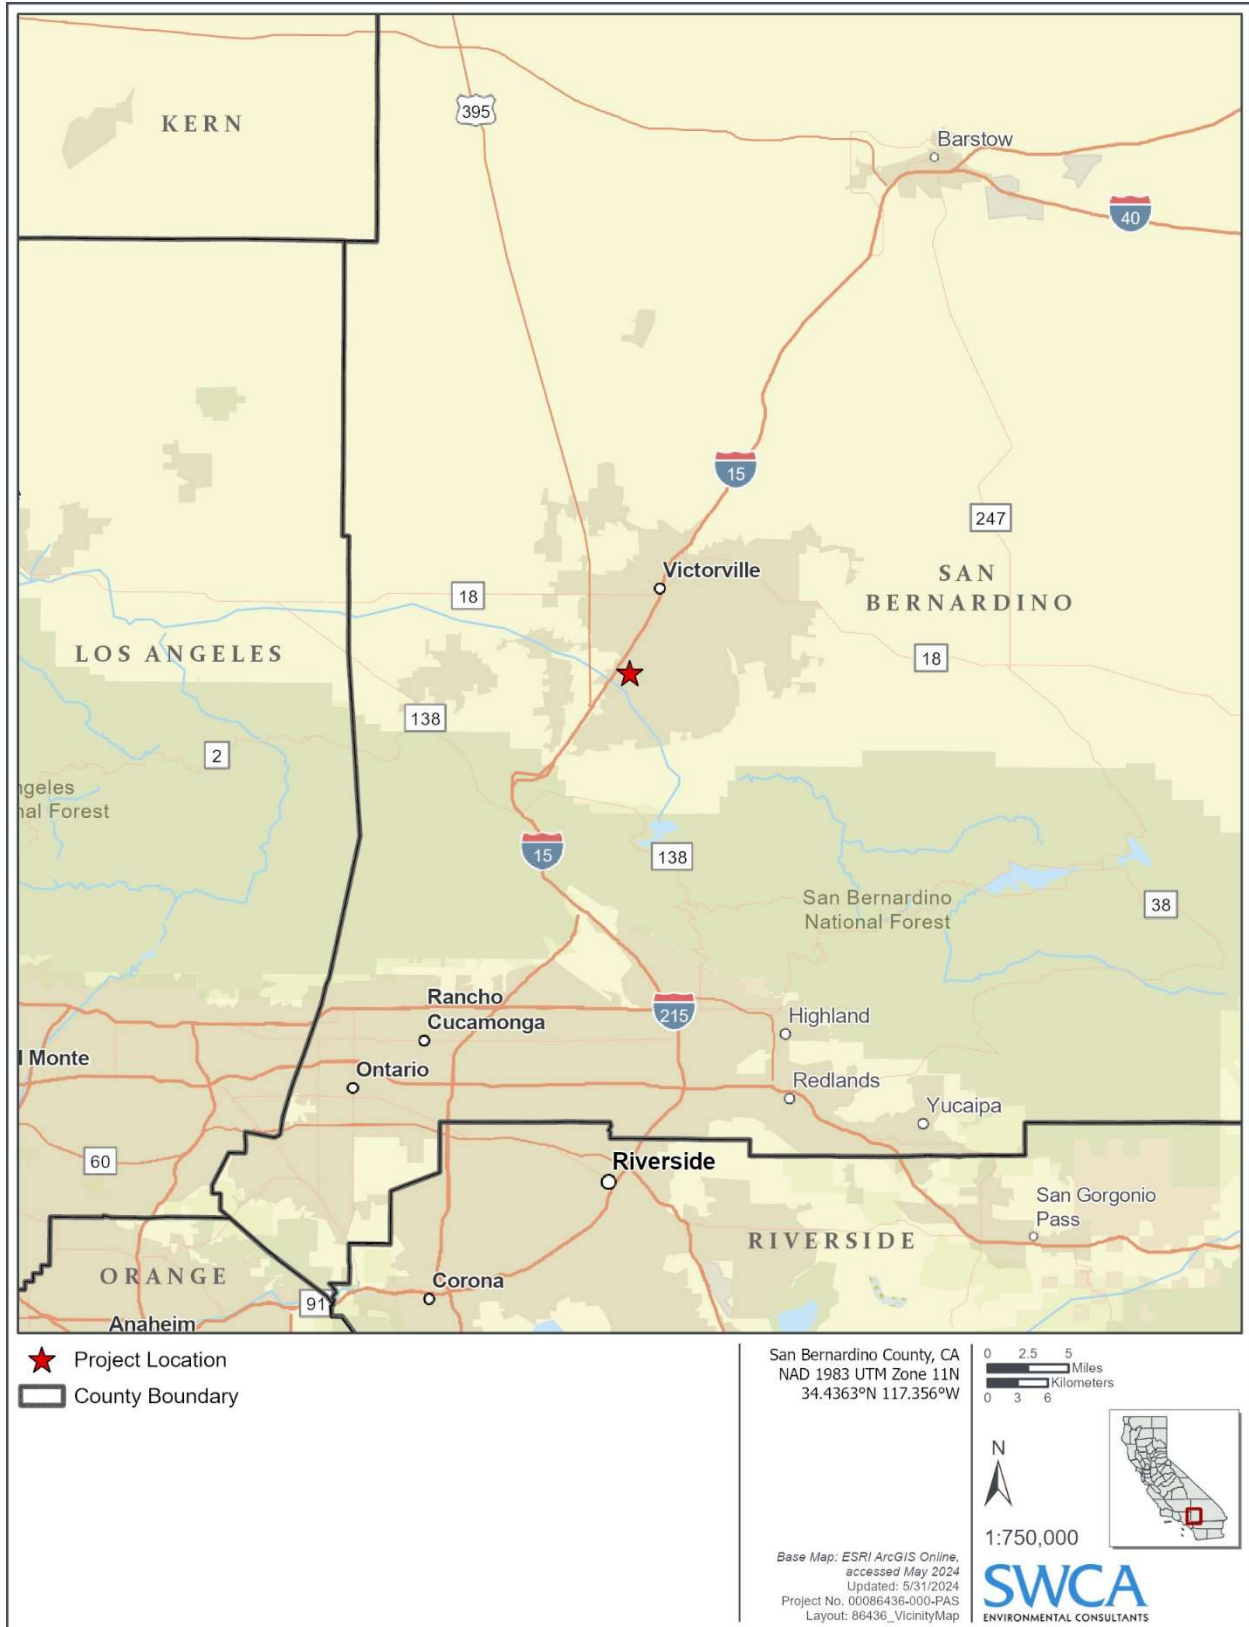 KERN
395
Barstow
40
15
247
Victorville
SAN
BERNARDINO
18
LOS ANGELES
18
138
2
ngeles
nal Forest
15
138
San Bernardino
National Forest
38
Rancho
Cucamonga
215
Highland
l Monte
Ontario
Redlands
Yucaipa
60
Riverside
San Gorgonio
Pass
RIVERSIDE
ORANGE
Corona
91
Anaheim
Project Location
County Boundary
San Bernardino County, CA
NAD 1983 UTM Zone 11N
34.4363ºN 117.356ºW
0 2.5 5
Miles
Kilometers
0 3 6
N
1:750,000
Base Map: ESRI ArcGIS Online,
accessed May 2024
Updated: 5/31/2024
Project No. 00086436-000-PAS
Layout: 86436_VicinityMap
SWCA
ENVIRONMENTAL CONSULTANTS